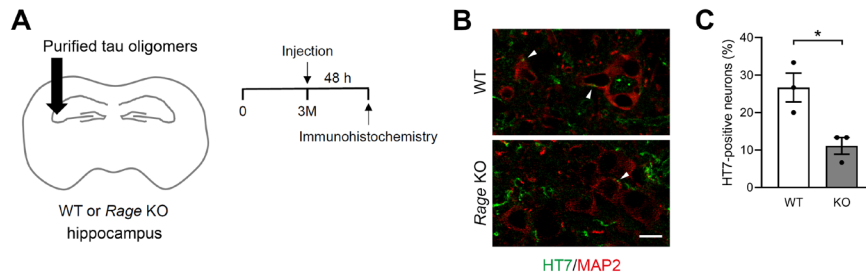 A
Purified tau oligomers
WT or Rage KO
hippocampus
Injection
48 h
0
3M
Immunohistochemistry
B
WT
Rage KO
HT7/MAP2
C
HT7-positive neurons (%)
40
30
20
10
0
*
WT
KO